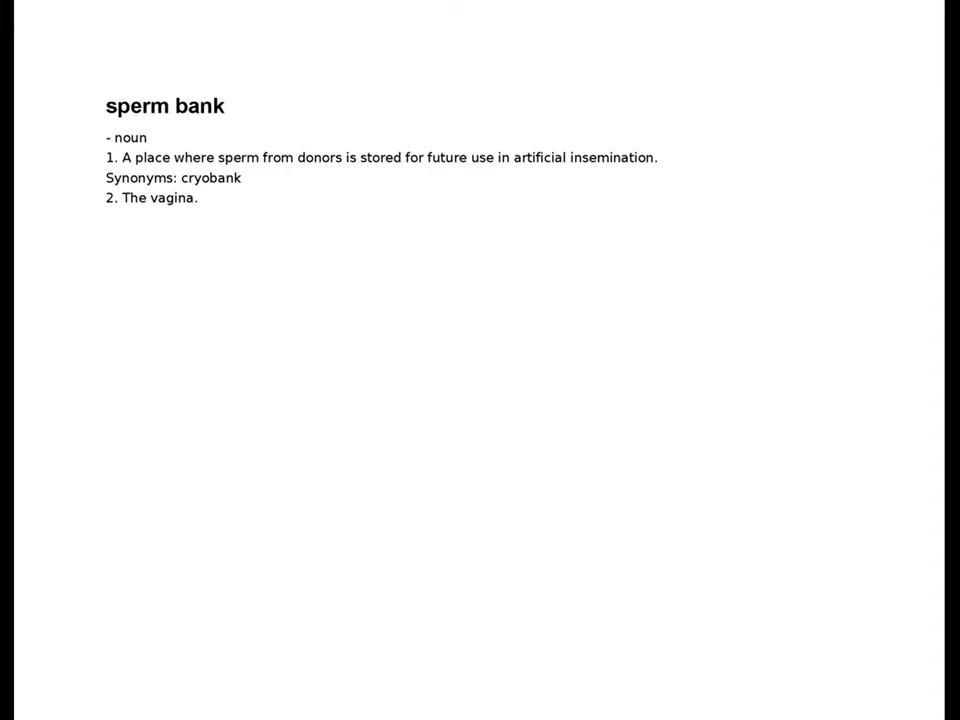 sperm bank
- noun
1. A place where sperm from donors is stored for future use in artificial insemination.
Synonyms: cryobank
2. The vagina.